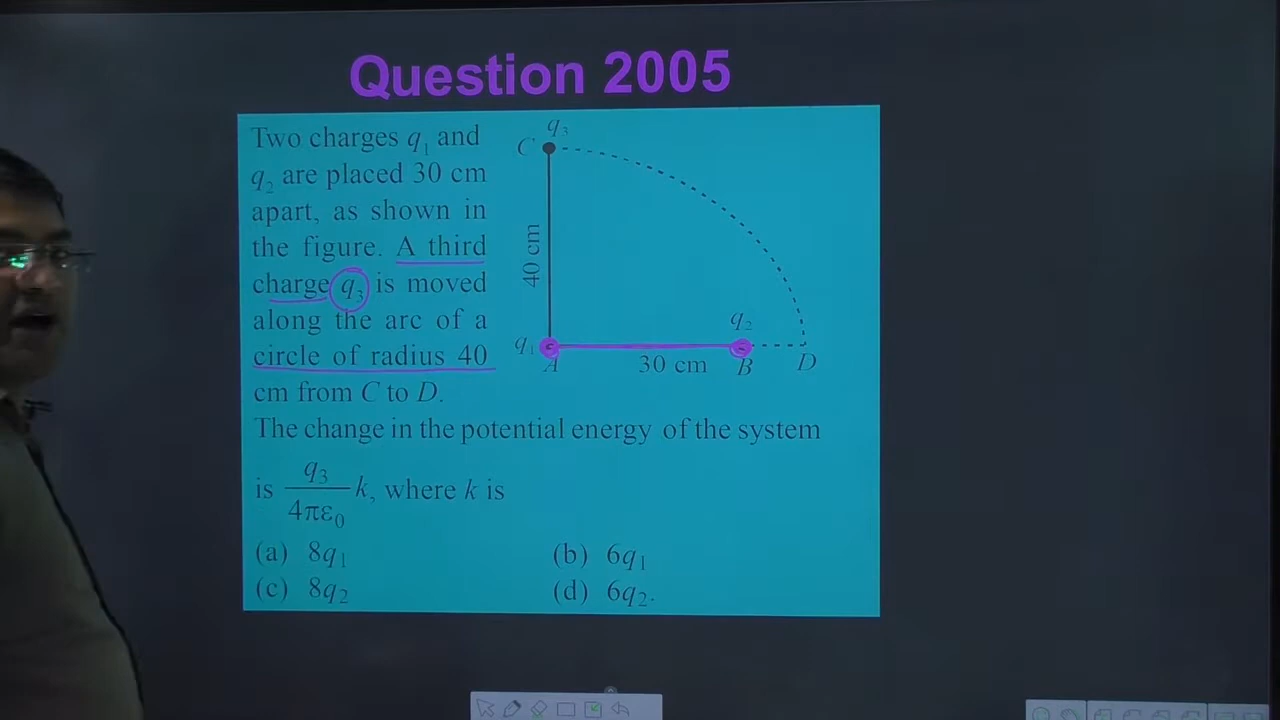 Question 2005
Two charges q₁ and
q₂ are placed 30 cm
apart, as shown in
the figure. A third
charge q₃ is moved
along the arc of a
circle of radius 40
cm from C to D.
The change in the potential energy of the system
is q₃/4πε₀ k, where k is
(a) 8q₁
(b) 6q₁
(c) 8q₂
(d) 6q₂.
q₃
C
40 cm
q₂
q₁
A
30 cm
B
D